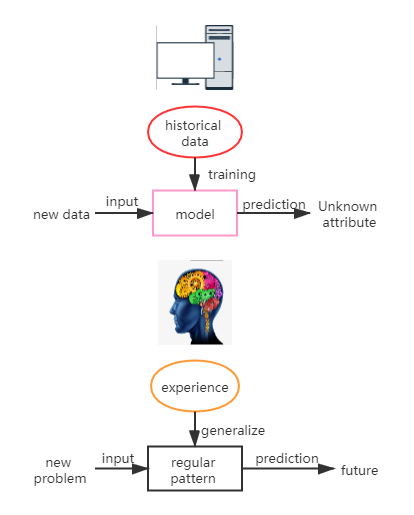 historical
data
training
new data
input
model
prediction
Unknown
attribute
experience
generalize
new
problem
input
regular
pattern
prediction
future